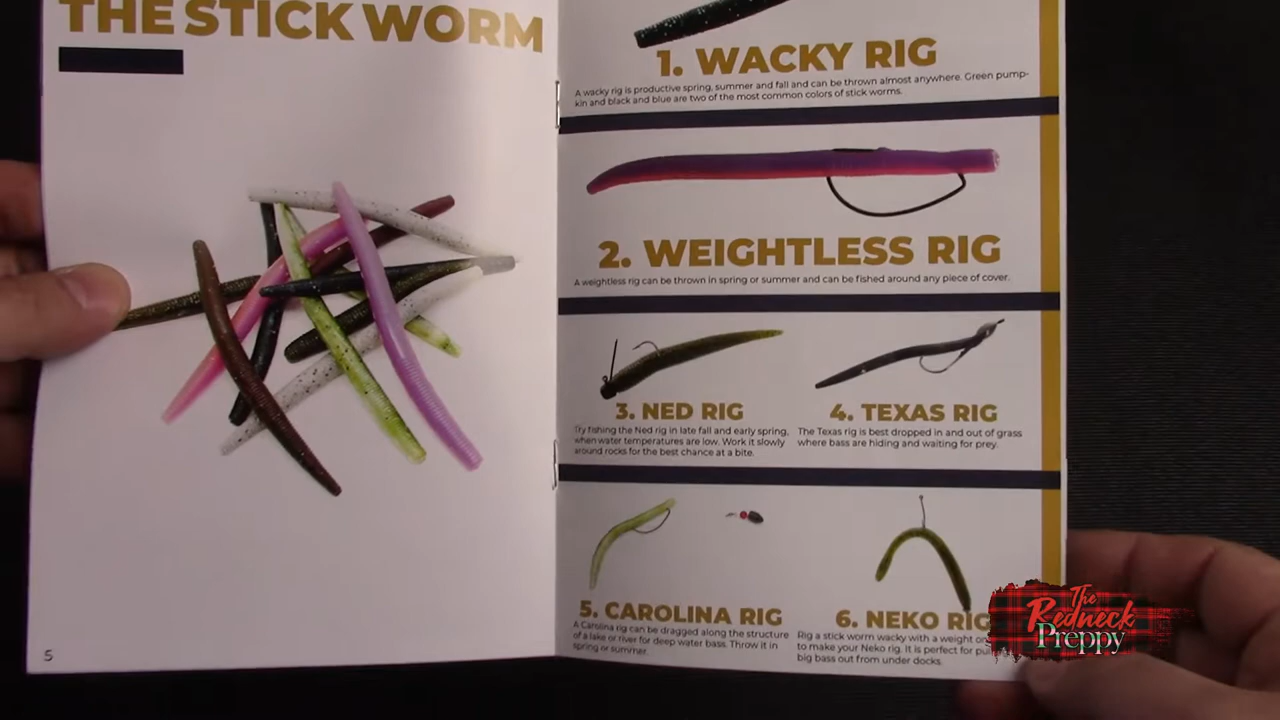 THE STICK WORM
5
1. WACKY RIG
A wacky rig is productive spring, summer and fall and can be thrown almost anywhere. Green pump-
kin and black and blue are two of the most common colors of stick worms.
2. WEIGHTLESS RIG
A weightless rig can be thrown in spring or summer and can be fished around any piece of cover.
3. NED RIG
Try fishing the Ned rig in late fall and early spring,
when water temperatures are low. Work it slowly
around rocks for the best chance at a bite.
4. TEXAS RIG
The Texas rig is best dropped in and out of grass
where bass are hiding and waiting for prey.
5. CAROLINA RIG
A Carolina rig can be dragged along the structure
of a lake or river for deep water bass. Throw it in
spring or summer.
6. NEKO RIG
Rig a stick worm wacky with a weight
to make your Neko rig. It is perfect for
big bass out from under docks.
The
Redneck
Preppy